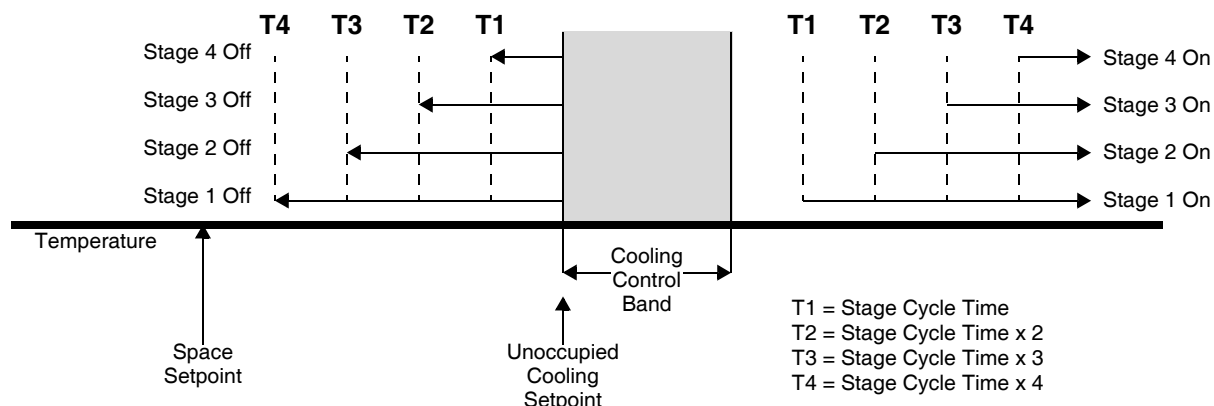 T4 T3 T2 T1 T1 T2 T3 T4
Stage 4 Off Stage 4 On
Stage 3 Off Stage 3 On
Stage 2 Off Stage 2 On
Stage 1 Off Stage 1 On
Temperature
Cooling
Control
Band
Space
Setpoint
Unoccupied
Cooling
Setpoint
T1 = Stage Cycle Time
T2 = Stage Cycle Time x 2
T3 = Stage Cycle Time x 3
T4 = Stage Cycle Time x 4